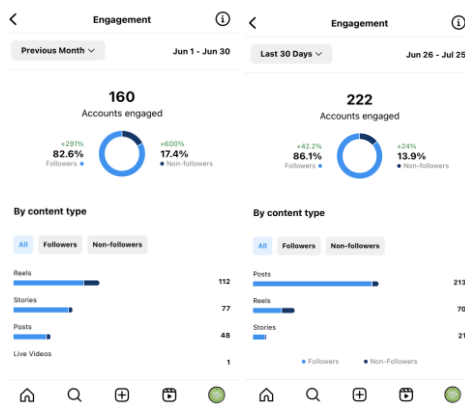 Engagement
Previous Month
Jun 1 - Jun 30
160
Accounts engaged
+291%
82.6%
Followers
+600%
17.4%
Non-followers
By content type
All
Followers
Non-followers
Reels
112
Stories
77
Posts
48
Live Videos
1
Engagement
Last 30 Days
Jun 26 - Jul 25
222
Accounts engaged
+42.2%
86.1%
Followers
+24%
13.9%
Non-followers
By content type
All
Followers
Non-followers
Posts
213
Reels
70
Stories
21
Followers
Non-Followers